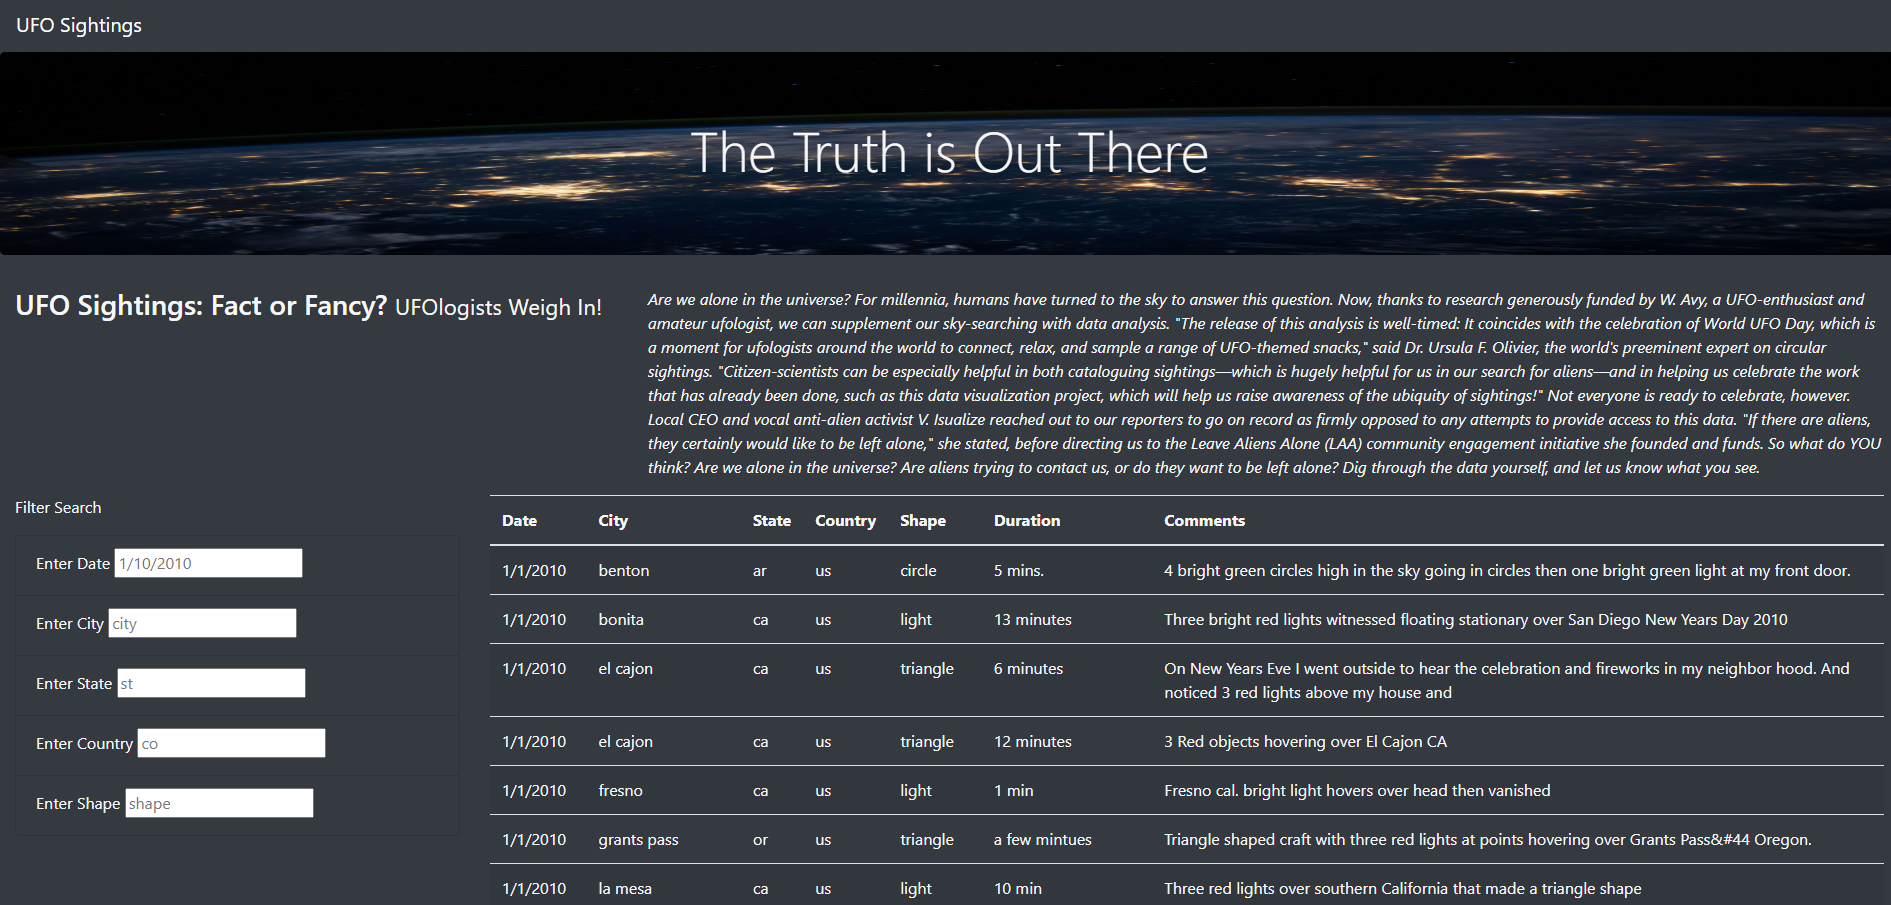 UFO Sightings
The Truth is Out There
UFO Sightings: Fact or Fancy? UFOlogists Weigh In!
Are we alone in the universe? For millennia, humans have turned to the sky to answer this question. Now, thanks to research generously funded by W. Avy, a UFO-enthusiast and
amateur ufologist, we can supplement our sky-searching with data analysis. "The release of this analysis is well-timed: It coincides with the celebration of World UFO Day, which is
a moment for ufologists around the world to connect, relax, and sample a range of UFO-themed snacks," said Dr. Ursula F. Olivier, the world's preeminent expert on circular
sightings. "Citizen-scientists can be especially helpful in both cataloguing sightings—which is hugely helpful for us in our search for aliens—and in helping us celebrate the work
that has already been done, such as this data visualization project, which will help us raise awareness of the ubiquity of sightings!" Not everyone is ready to celebrate, however.
Local CEO and vocal anti-alien activist V. Isualize reached out to our reporters to go on record as firmly opposed to any attempts to provide access to this data. "If there are aliens,
they certainly would like to be left alone," she stated, before directing us to the Leave Aliens Alone (LAA) community engagement initiative she founded and funds. So what do YOU
think? Are we alone in the universe? Are aliens trying to contact us, or do they want to be left alone? Dig through the data yourself, and let us know what you see.
Filter Search
Enter Date 1/10/2010
Enter City city
Enter State st
Enter Country co
Enter Shape shape
Date City State Country Shape Duration Comments
1/1/2010 benton ar us circle 5 mins. 4 bright green circles high in the sky going in circles then one bright green light at my front door.
1/1/2010 bonita ca us light 13 minutes Three bright red lights witnessed floating stationary over San Diego New Years Day 2010
1/1/2010 el cajon ca us triangle 6 minutes On New Years Eve I went outside to hear the celebration and fireworks in my neighbor hood. And
noticed 3 red lights above my house and
1/1/2010 el cajon ca us triangle 12 minutes 3 Red objects hovering over El Cajon CA
1/1/2010 fresno ca us light 1 min Fresno cal. bright light hovers over head then vanished
1/1/2010 grants pass or us triangle a few mintues Triangle shaped craft with three red lights at points hovering over Grants Pass&#44 Oregon.
1/1/2010 la mesa ca us light 10 min Three red lights over southern California that made a triangle shape